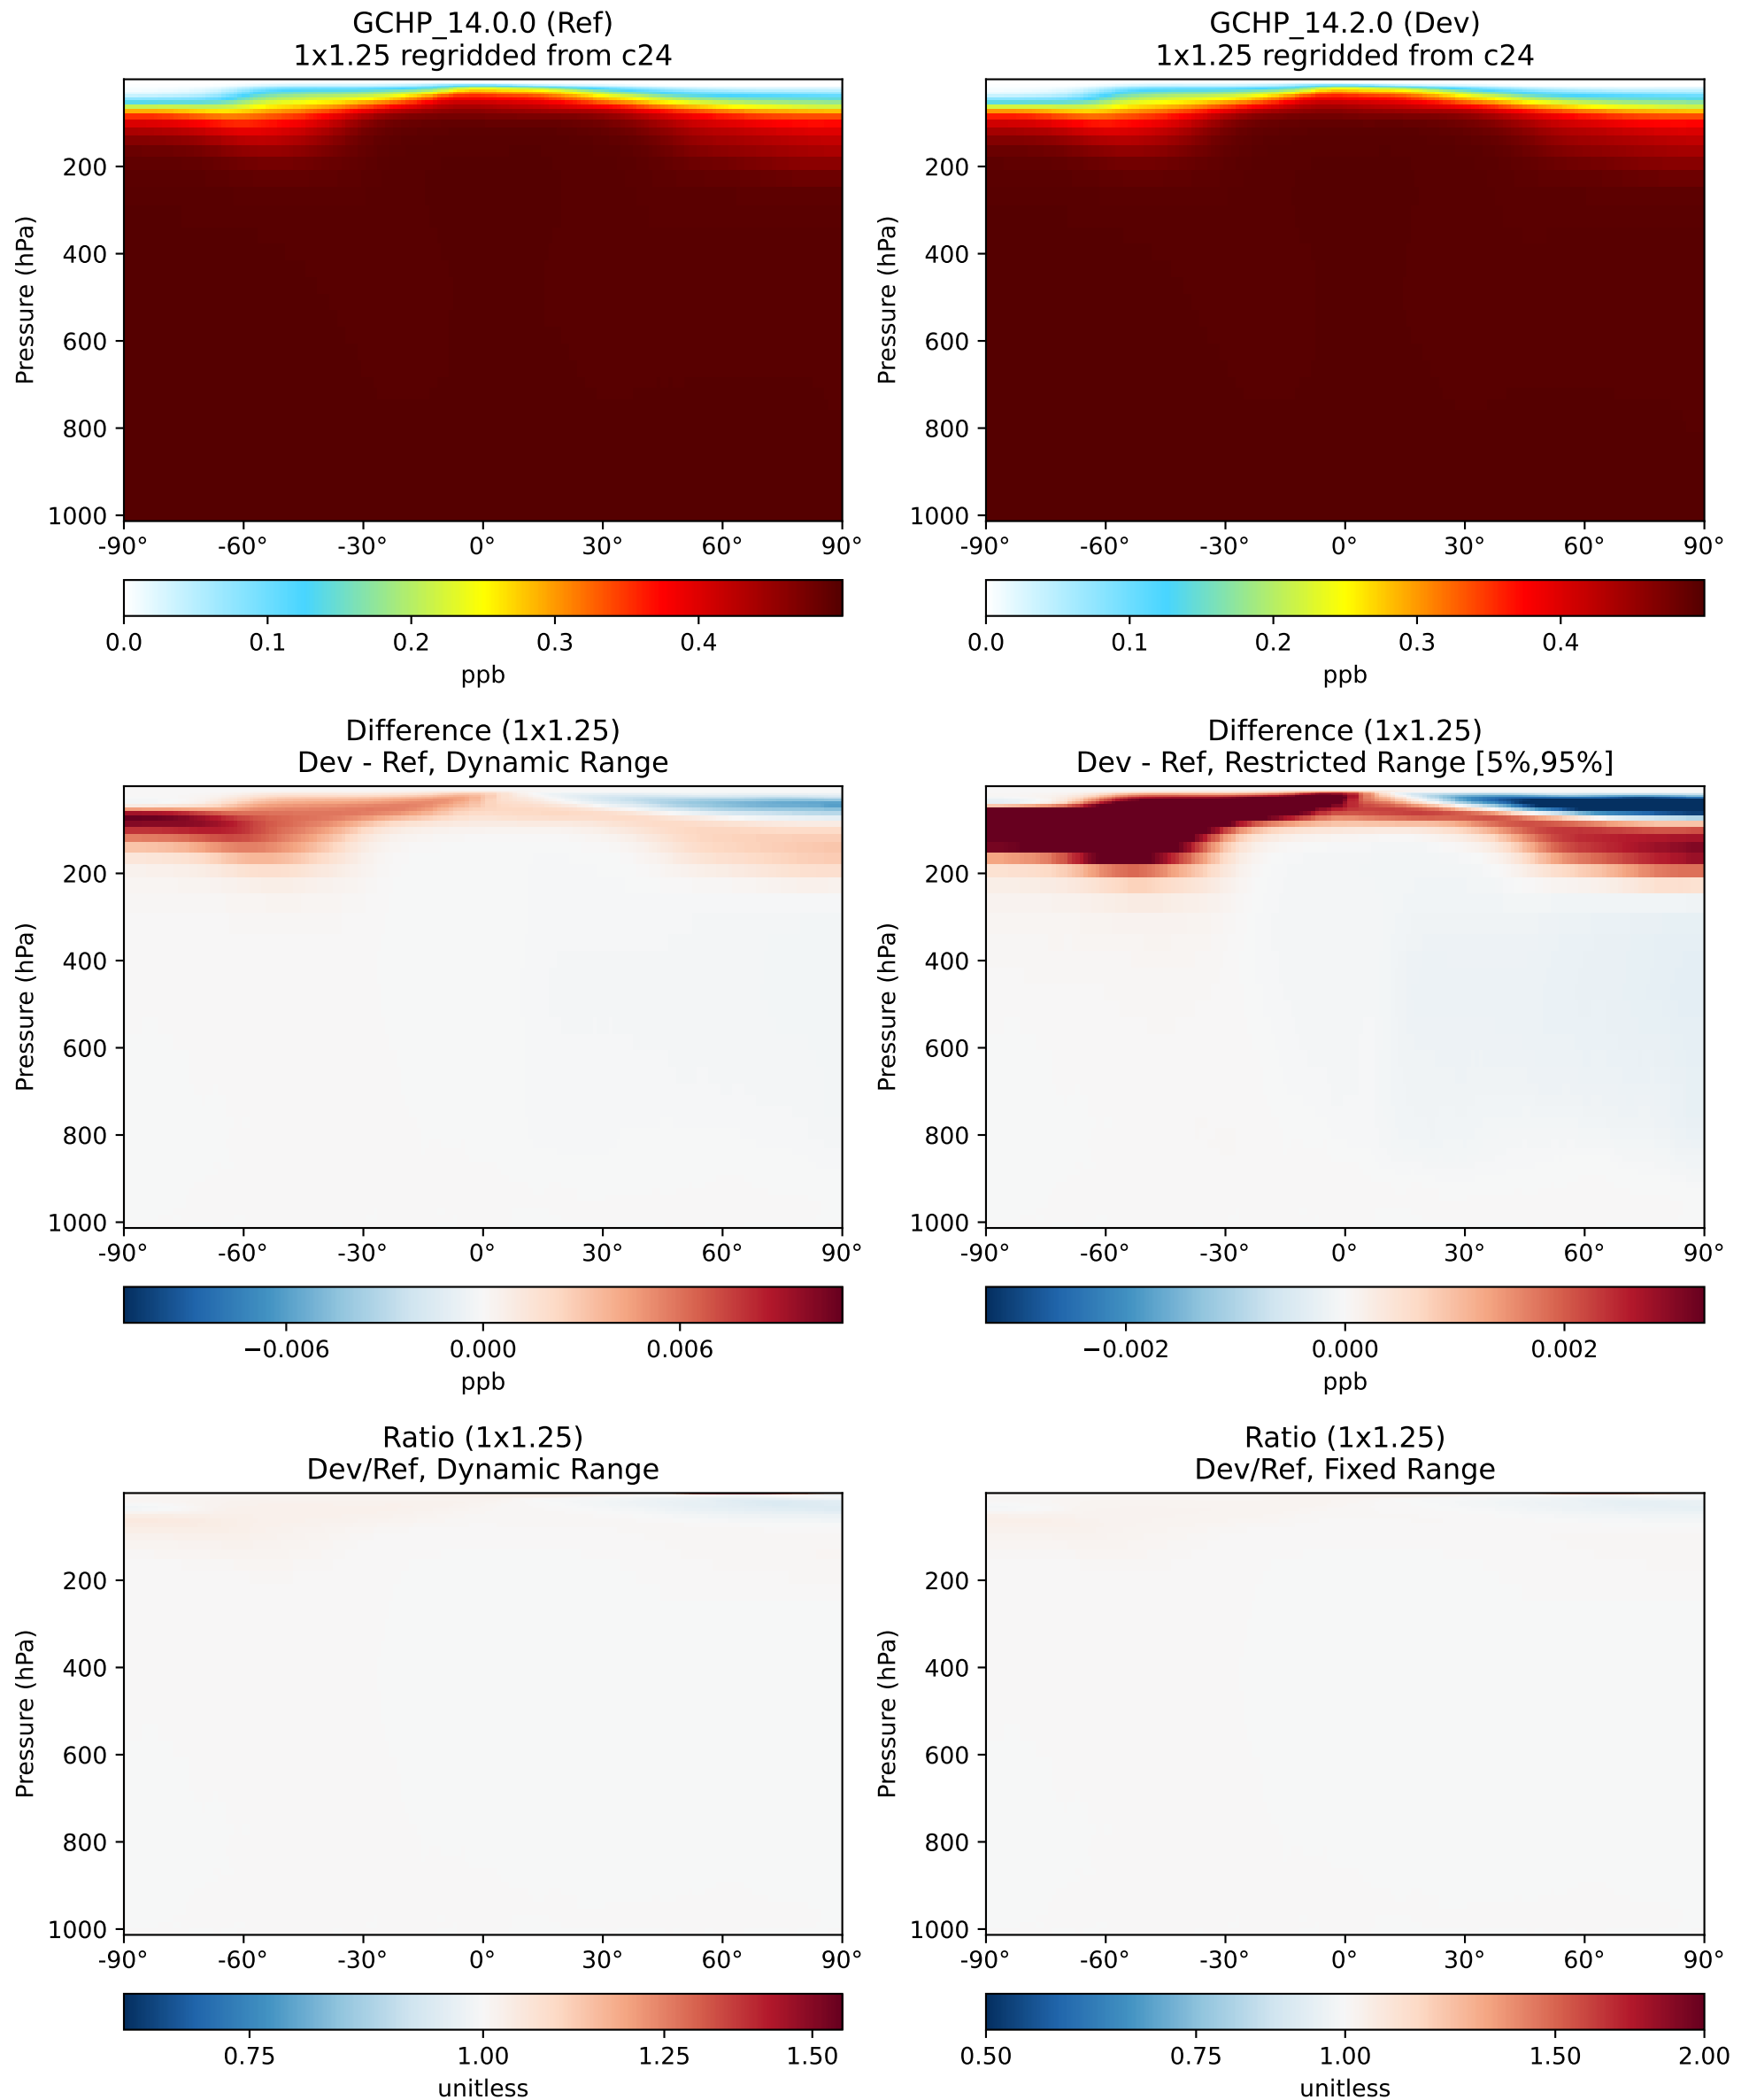 GCHP_14.0.0 (Ref)
1x1.25 regridded from c24
GCHP_14.2.0 (Dev)
1x1.25 regridded from c24
Pressure (hPa)
200
400
600
800
1000
-90° -60° -30° 0° 30° 60° 90°
0.0 0.1 0.2 0.3 0.4
ppb
Pressure (hPa)
200
400
600
800
1000
-90° -60° -30° 0° 30° 60° 90°
0.0 0.1 0.2 0.3 0.4
ppb
Difference (1x1.25)
Dev - Ref, Dynamic Range
Difference (1x1.25)
Dev - Ref, Restricted Range [5%,95%]
Pressure (hPa)
200
400
600
800
1000
-90° -60° -30° 0° 30° 60° 90°
−0.006 0.000 0.006
ppb
Pressure (hPa)
200
400
600
800
1000
-90° -60° -30° 0° 30° 60° 90°
−0.002 0.000 0.002
ppb
Ratio (1x1.25)
Dev/Ref, Dynamic Range
Ratio (1x1.25)
Dev/Ref, Fixed Range
Pressure (hPa)
200
400
600
800
1000
-90° -60° -30° 0° 30° 60° 90°
0.75 1.00 1.25 1.50
unitless
Pressure (hPa)
200
400
600
800
1000
-90° -60° -30° 0° 30° 60° 90°
0.50 0.75 1.00 1.50 2.00
unitless